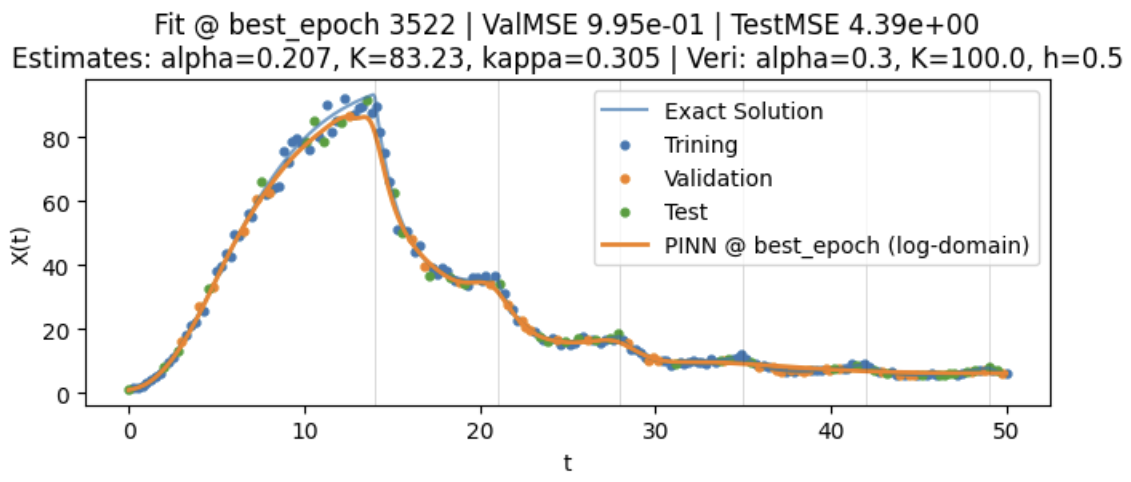 Fit @ best_epoch 3522 | ValMSE 9.95e-01 | TestMSE 4.39e+00
Estimates: alpha=0.207, K=83.23, kappa=0.305 | Veri: alpha=0.3, K=100.0, h=0.5
Exact Solution
Trining
Validation
Test
PINN @ best_epoch (log-domain)
X(t)
80
60
40
20
0
0 10 20 30 40 50
t